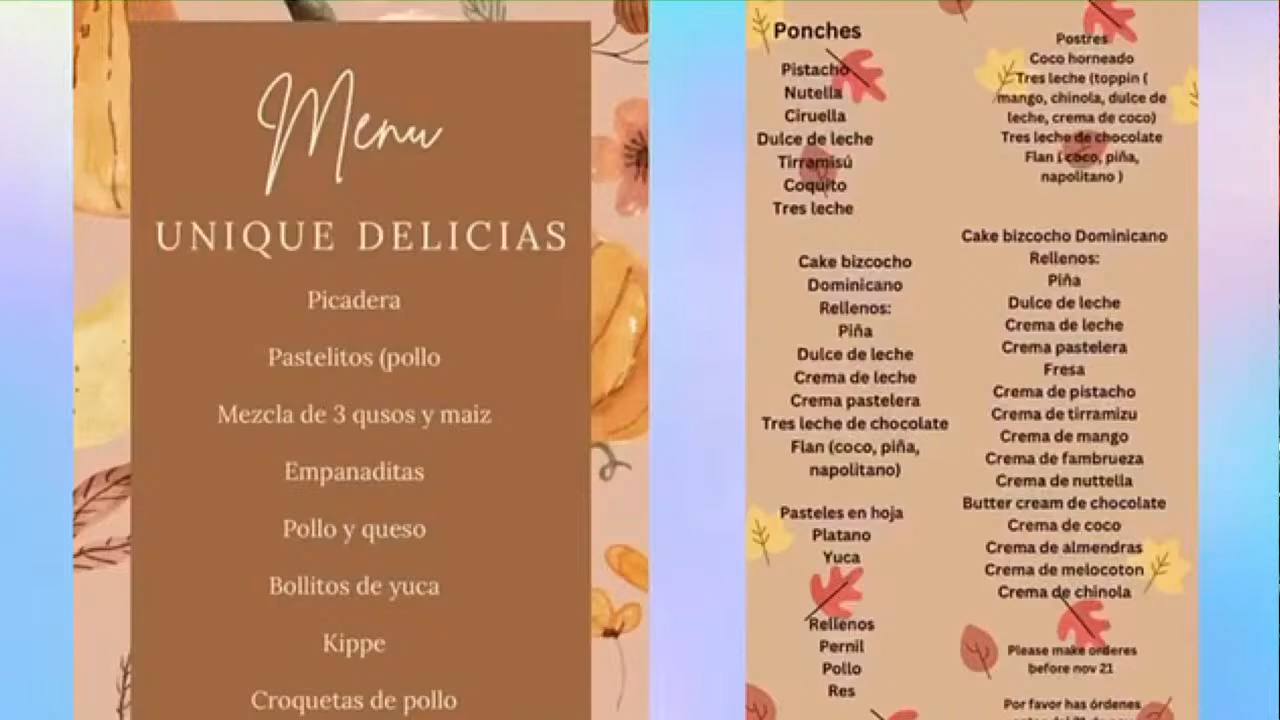 Menu
UNIQUE DELICIAS
Picadera
Pastelitos (pollo
Mezcla de 3 qusos y maiz
Empanaditas
Pollo y queso
Bollitos de yuca
Kippe
Croquetas de pollo
Ponches
Pistacho
Nutella
Ciruella
Dulce de leche
Tirramisú
Coquito
Tres leche
Cake bizcocho
Dominicano
Rellenos:
Piña
Dulce de leche
Crema de leche
Crema pastelera
Tres leche de chocolate
Flan (coco, piña,
napolitano)
Pasteles en hoja
Platano
Yuca
Rellenos
Pernil
Pollo
Res
Postres
Coco horneado
Tres leche (toppin (
mango, chinola, dulce de
leche, crema de coco)
Tres leche de chocolate
Flan ( coco, piña,
napolitano )
Cake bizcocho Dominicano
Rellenos:
Piña
Dulce de leche
Crema de leche
Crema pastelera
Fresa
Crema de pistacho
Crema de tirramizu
Crema de mango
Crema de fambrueza
Crema de nuttella
Butter cream de chocolate
Crema de coco
Crema de almendras
Crema de melocoton
Crema de chinola
Please make orderes
before nov 21
Por favor has órdenes